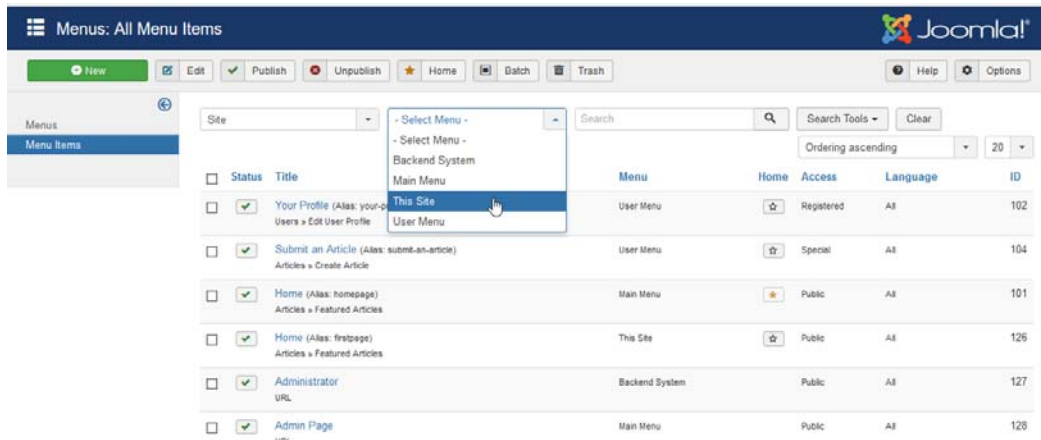 Menus: All Menu Items
Joomla!®
New Edit Publish Unpublish Home Batch Trash Help Options
Menus
Menu Items
Site - Select Menu - Search Search Tools Clear
- Select Menu -
Backend System
Main Menu
This Site
User Menu
Ordering ascending 20
Status Title Menu Home Access Language ID
Your Profile (Alias: User Menu Registered All 102
Users » Edit User Profile
Submit an Article (Alias: submit-an-article) User Menu Special All 104
Articles » Create Article
Home (Alias: homepage) Main Menu Public All 101
Articles » Featured Articles
Home (Alias: firstpage) This Site Public All 126
Articles » Featured Articles
Administrator Backend System Public All 127
URL
Admin Page Main Menu Public All 128